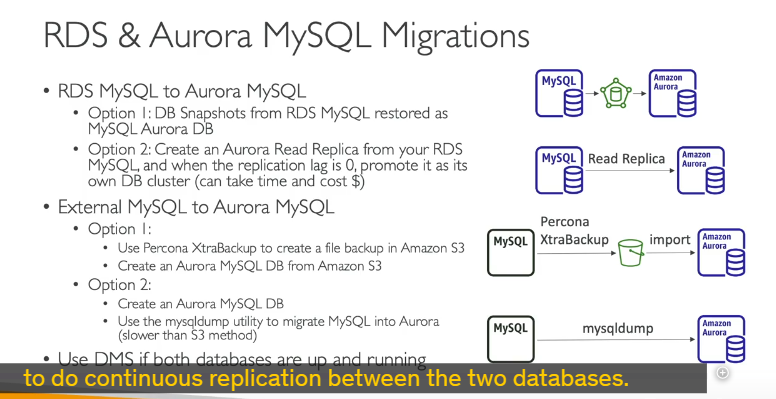 RDS & Aurora MySQL Migrations
• RDS MySQL to Aurora MySQL
• Option 1: DB Snapshots from RDS MySQL restored as
MySQL Aurora DB
• Option 2: Create an Aurora Read Replica from your RDS
MySQL, and when the replication lag is 0, promote it as its
own DB cluster (can take time and cost $)
• External MySQL to Aurora MySQL
• Option 1:
• Use Percona XtraBackup to create a file backup in Amazon S3
• Create an Aurora MySQL DB from Amazon S3
• Option 2:
• Create an Aurora MySQL DB
• Use the mysqldump utility to migrate MySQL into Aurora
(slower than S3 method)
• Use DMS if both databases are up and running
MySQL
Amazon
Aurora
MySQL
Read Replica
Amazon
Aurora
MySQL
Percona
XtraBackup
import
Amazon
Aurora
MySQL
mysqldump
Amazon
Aurora
to do continuous replication between the two databases.